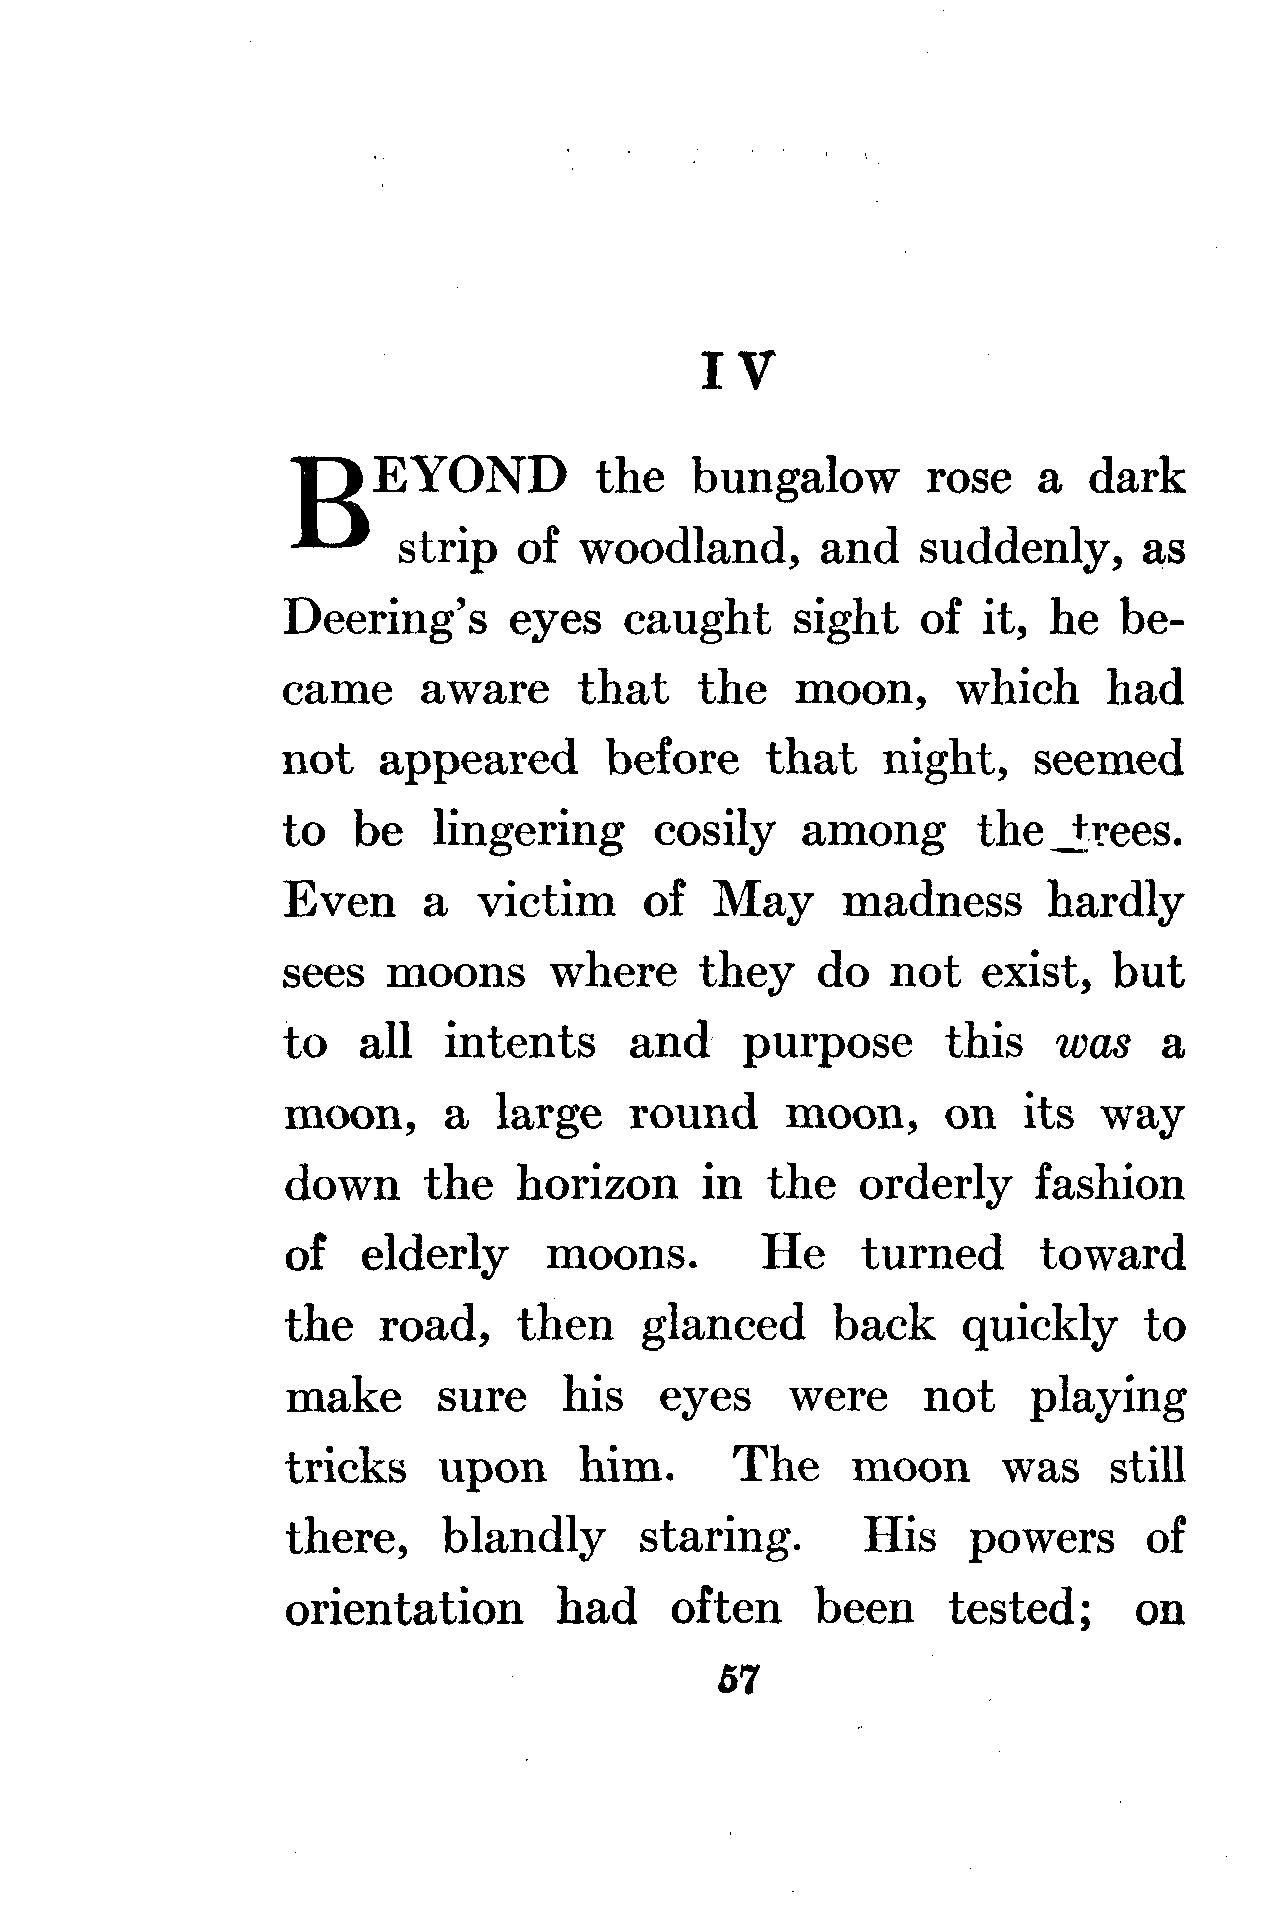 IV
BEYOND the bungalow rose a dark
strip of woodland, and suddenly, as
Deering's eyes caught sight of it, he be-
came aware that the moon, which had
not appeared before that night, seemed
to be lingering cosily among the trees.
Even a victim of May madness hardly
sees moons where they do not exist, but
to all intents and purpose this was a
moon, a large round moon, on its way
down the horizon in the orderly fashion
of elderly moons. He turned toward
the road, then glanced back quickly to
make sure his eyes were not playing
tricks upon him. The moon was still
there, blandly staring. His powers of
orientation had often been tested; on
57